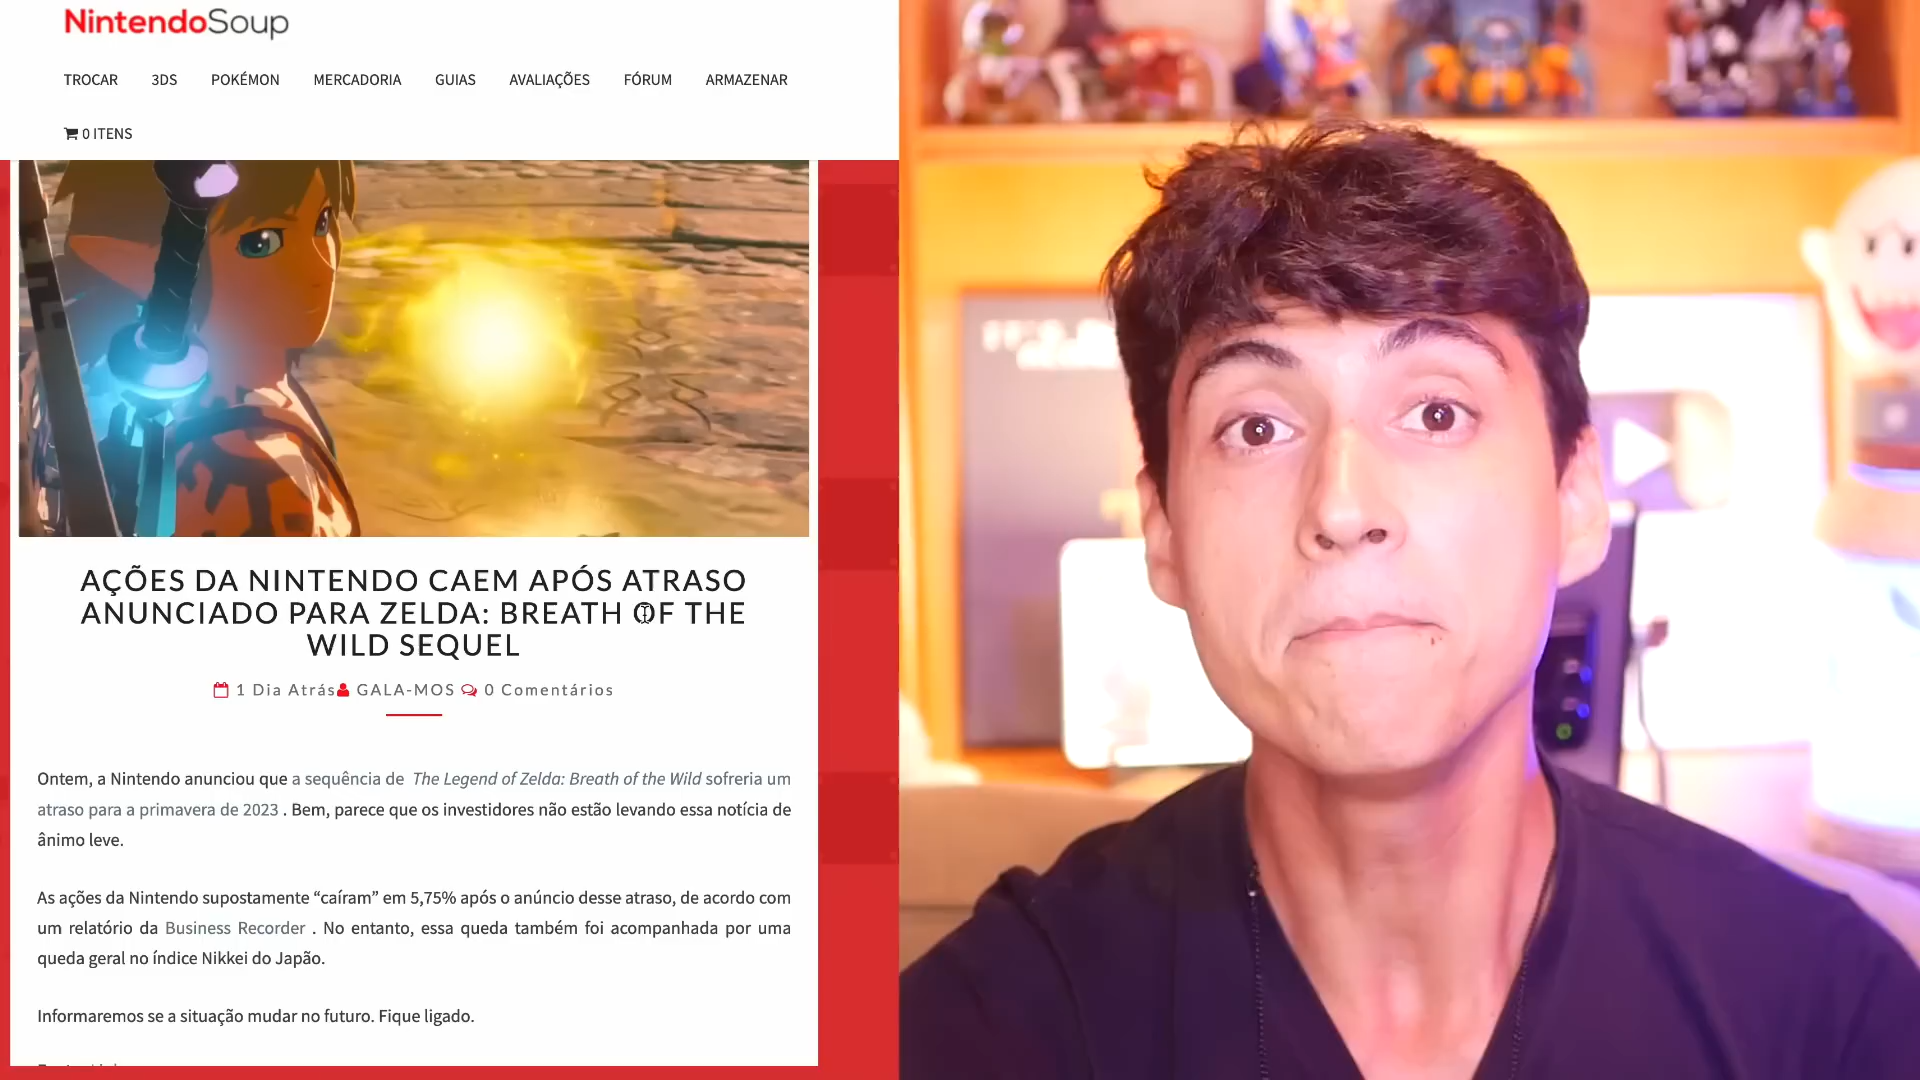 NintendoSoup
TROCAR 3DS POKÉMON MERCADORIA GUIAS AVALIAÇÕES FÓRUM ARMAZENAR
0 ITENS
AÇÕES DA NINTENDO CAEM APÓS ATRASO
ANUNCIADO PARA ZELDA: BREATH OF THE
WILD SEQUEL
1 Dia Atrás GALA-MOS 0 Comentários
Ontem, a Nintendo anunciou que a sequência de The Legend of Zelda: Breath of the Wild sofreria um
atraso para a primavera de 2023 . Bem, parece que os investidores não estão levando essa notícia de
ânimo leve.
As ações da Nintendo supostamente “caíram” em 5,75% após o anúncio desse atraso, de acordo com
um relatório da Business Recorder . No entanto, essa queda também foi acompanhada por uma
queda geral no índice Nikkei do Japão.
Informaremos se a situação mudar no futuro. Fique ligado.